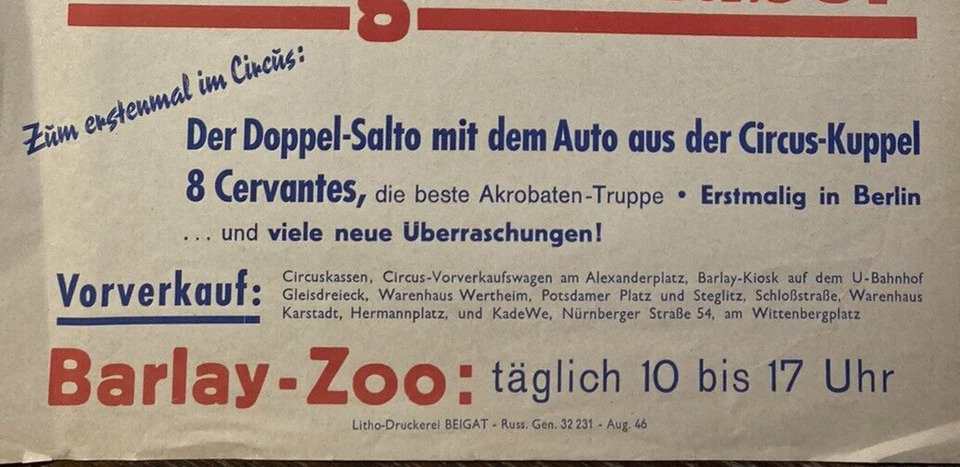 Zum erstenmal im Circus:
Der Doppel-Salto mit dem Auto aus der Circus-Kuppel
8 Cervantes, die beste Akrobaten-Truppe • Erstmalig in Berlin
... und viele neue Überraschungen!
Vorverkauf: Circuskassen, Circus-Vorverkaufswagen am Alexanderplatz, Barlay-Kiosk auf dem U-Bahnhof
Gleisdreieck, Warenhaus Wertheim, Potsdamer Platz und Steglitz, Schloßstraße, Warenhaus
Karstadt, Hermannplatz, und KadeWe, Nürnberger Straße 54, am Wittenbergplatz
Barlay-Zoo: täglich 10 bis 17 Uhr
Litho-Druckerei BEIGAT - Russ. Gen. 32 231 - Aug. 46